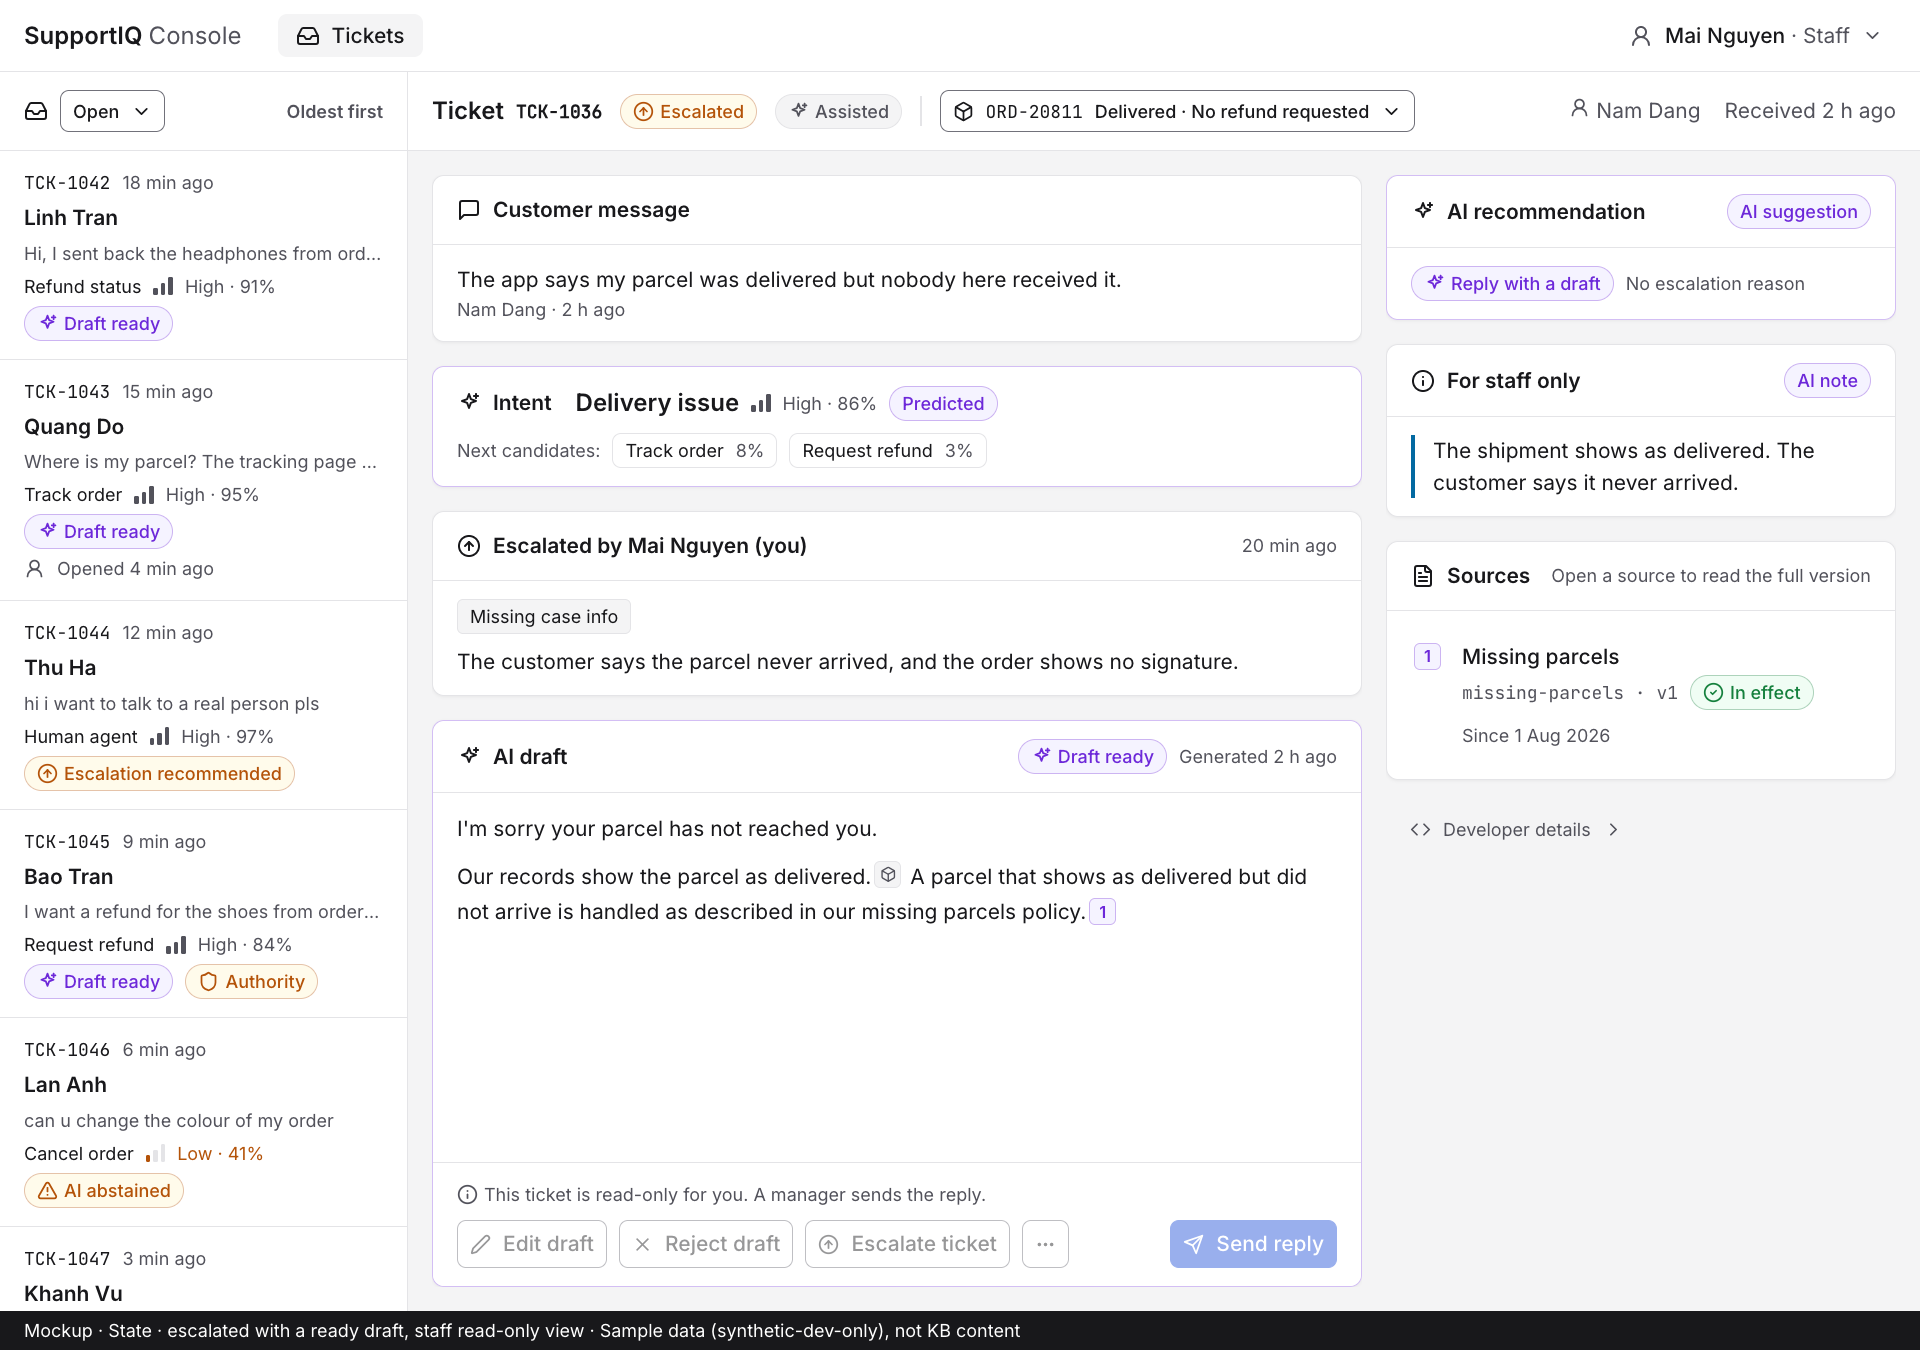 SupportIQ Console
Tickets
Mai Nguyen · Staff
Open
Oldest first
TCK-1042 18 min ago
Linh Tran
Hi, I sent back the headphones from ord...
Refund status High · 91%
Draft ready
TCK-1043 15 min ago
Quang Do
Where is my parcel? The tracking page ...
Track order High · 95%
Draft ready
Opened 4 min ago
TCK-1044 12 min ago
Thu Ha
hi i want to talk to a real person pls
Human agent High · 97%
Escalation recommended
TCK-1045 9 min ago
Bao Tran
I want a refund for the shoes from order...
Request refund High · 84%
Draft ready Authority
TCK-1046 6 min ago
Lan Anh
can u change the colour of my order
Cancel order Low · 41%
AI abstained
TCK-1047 3 min ago
Khanh Vu
Ticket TCK-1036 Escalated Assisted ORD-20811 Delivered · No refund requested Nam Dang Received 2 h ago
Customer message
The app says my parcel was delivered but nobody here received it.
Nam Dang · 2 h ago
Intent Delivery issue High · 86% Predicted
Next candidates: Track order 8% Request refund 3%
Escalated by Mai Nguyen (you) 20 min ago
Missing case info
The customer says the parcel never arrived, and the order shows no signature.
AI draft Draft ready Generated 2 h ago
I'm sorry your parcel has not reached you.
Our records show the parcel as delivered. A parcel that shows as delivered but did
not arrive is handled as described in our missing parcels policy. 1
This ticket is read-only for you. A manager sends the reply.
Edit draft Reject draft Escalate ticket ... Send reply
AI recommendation AI suggestion
Reply with a draft No escalation reason
For staff only AI note
The shipment shows as delivered. The
customer says it never arrived.
Sources Open a source to read the full version
1 Missing parcels
missing-parcels · v1 In effect
Since 1 Aug 2026
Developer details
Mockup · State · escalated with a ready draft, staff read-only view · Sample data (synthetic-dev-only), not KB content